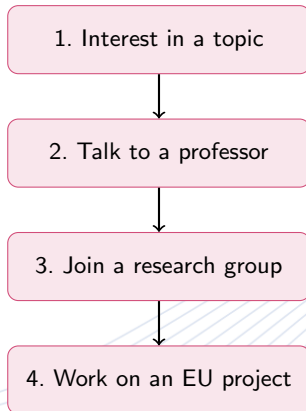 1. Interest in a topic
2. Talk to a professor
3. Join a research group
4. Work on an EU project